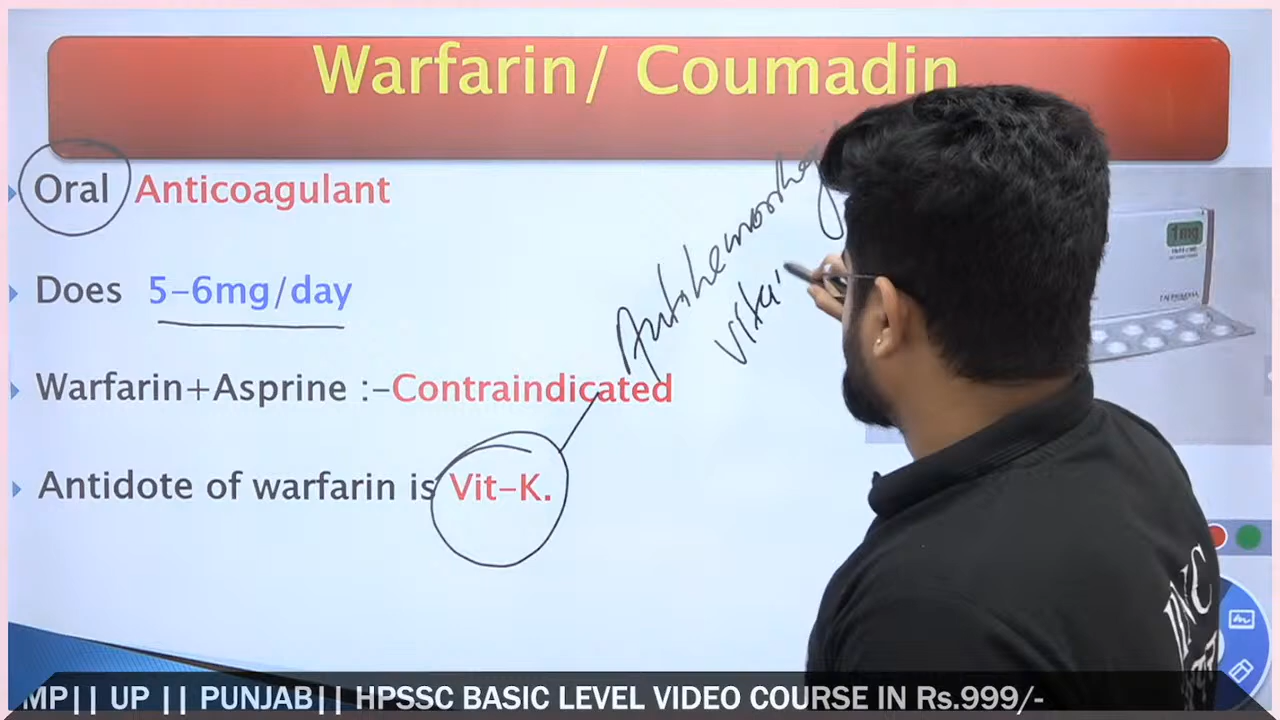 Warfarin/ Coumadin
Oral Anticoagulant
Does 5-6mg/day
Warfarin+Asprine :-Contraindicated
Antidote of warfarin is Vit-K.
1mg
MP|| UP || PUNJAB|| HPSSC BASIC LEVEL VIDEO COURSE IN Rs.999/-